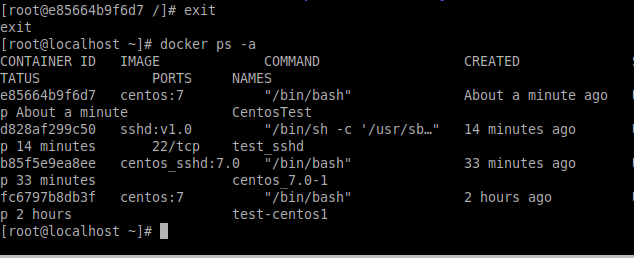 [root@e85664b9f6d7 /]# exit
exit
[root@localhost ~]# docker ps -a
CONTAINER ID   IMAGE             COMMAND                  CREATED              S
TATUS              PORTS     NAMES
e85664b9f6d7   centos:7          "/bin/bash"              About a minute ago   U
p About a minute             CentosTest
d828af299c50   sshd:v1.0         "/bin/sh -c '/usr/sb…"   14 minutes ago       U
p 14 minutes       22/tcp    test_sshd
b85f5e9ea8ee   centos_sshd:7.0   "/bin/bash"              33 minutes ago       U
p 33 minutes                 centos_7.0-1
fc6797b8db3f   centos:7          "/bin/bash"              2 hours ago          U
p 2 hours                    test-centos1
[root@localhost ~]#